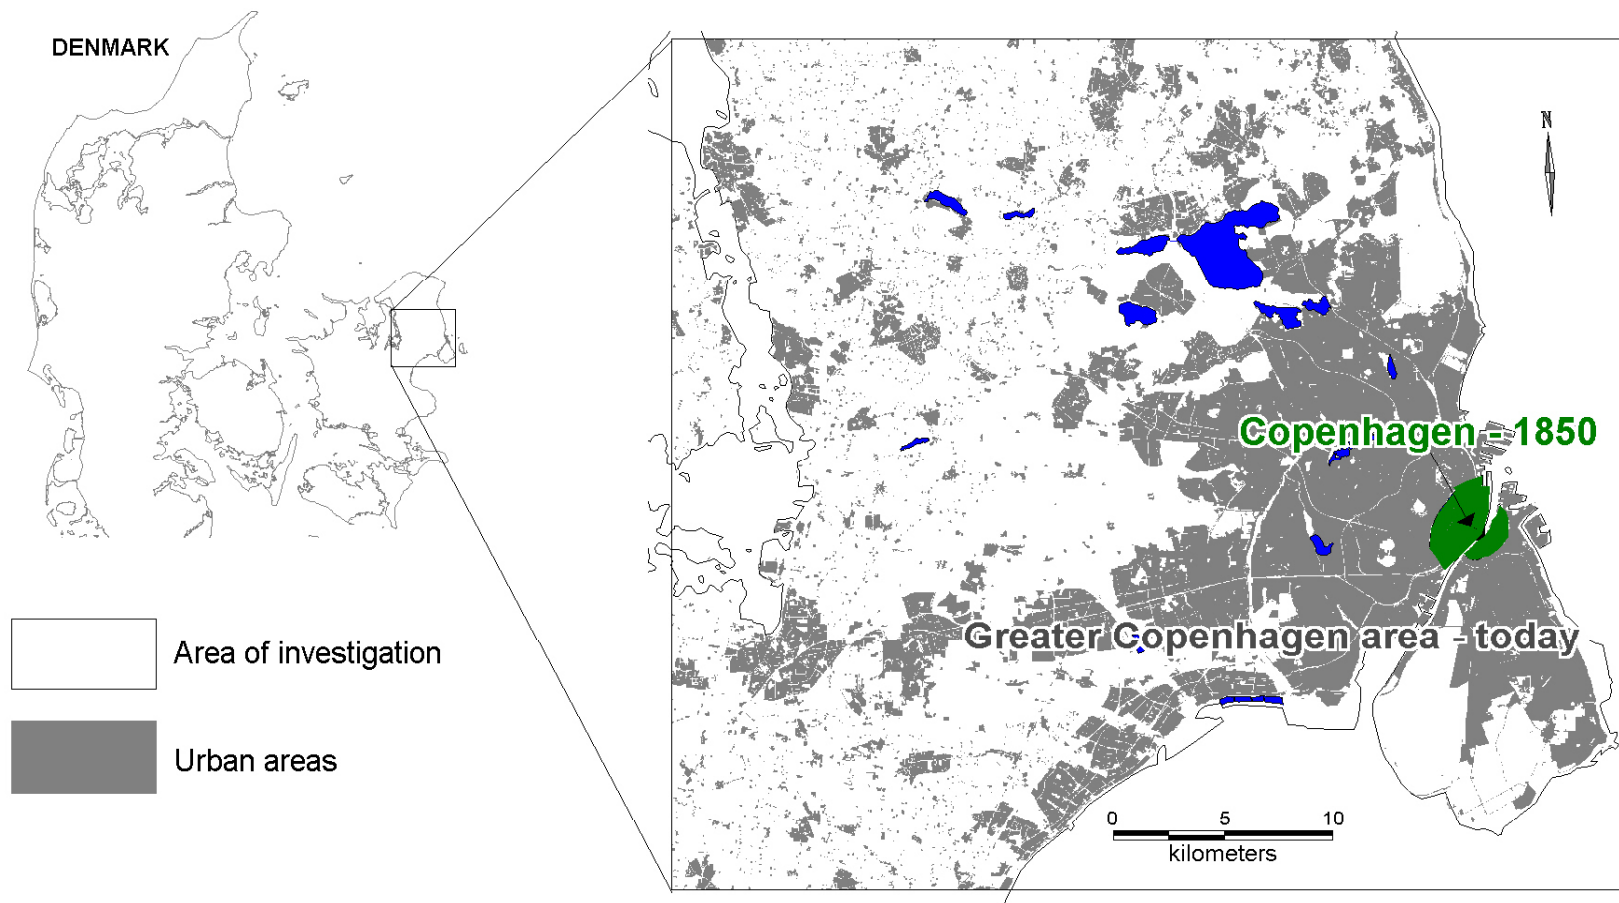 DENMARK
N
Copenhagen - 1850
Greater Copenhagen area - today
Area of investigation
Urban areas
0 5 10
kilometers